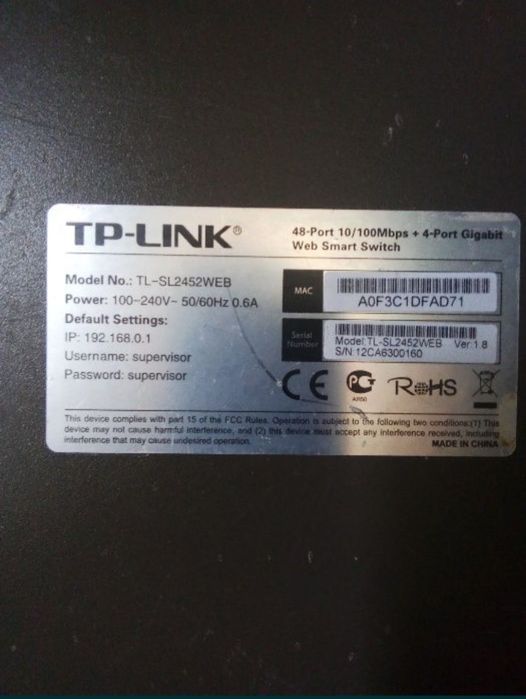 TP-LINK®
48-Port 10/100Mbps + 4-Port Gigabit
Web Smart Switch
Model No.: TL-SL2452WEB
Power: 100-240V~ 50/60Hz 0.6A
Default Settings:
IP: 192.168.0.1
Username: supervisor
Password: supervisor
MAC
A0F3C1DFAD71
Serial
Number
Model:TL-SL2452WEB Ver:1.8
S/N:12CA6300160
CE
RoHS
This device complies with part 15 of the FCC Rules. Operation is subject to the following two conditions:(1) This
device may not cause harmful interference, and (2) this device must accept any interference received, including
interference that may cause undesired operation.
MADE IN CHINA